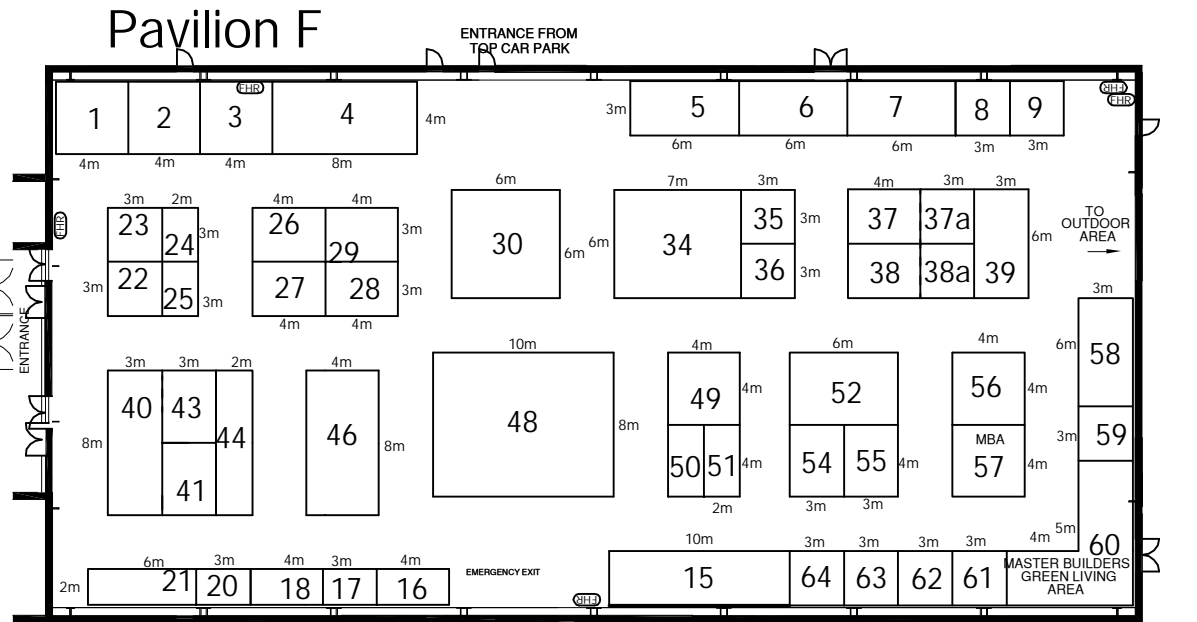 Pavilion F
ENTRANCE FROM
TOP CAR PARK
FHR
FHR
FHR
1 2 3 4 4m 3m 5 6 7 8 9
4m 4m 4m 8m 6m 6m 6m 3m 3m
3m 2m 4m 4m 6m 7m 3m 4m 3m 3m
23 24 3m 26 29 3m 30 6m 6m 34 35 3m 37 37a 39 6m
FHR
TO
OUTDOOR
AREA
3m 22 25 3m 27 28 3m 36 3m 38 38a
4m 4m
3m
ENTRANCE
3m 3m 2m 4m 10m 4m 6m 4m
6m 58
8m 40 43 44 46 8m 48 8m 49 4m 52 56 4m
41 50 51 4m 54 55 4m MBA 57 4m
3m 59
2m 3m 3m
6m 3m 4m 3m 4m 10m 3m 3m 3m 3m 4m 5m 60
2m 21 20 18 17 16
EMERGENCY EXIT
15 64 63 62 61
MASTER BUILDERS
GREEN LIVING
AREA
FHR